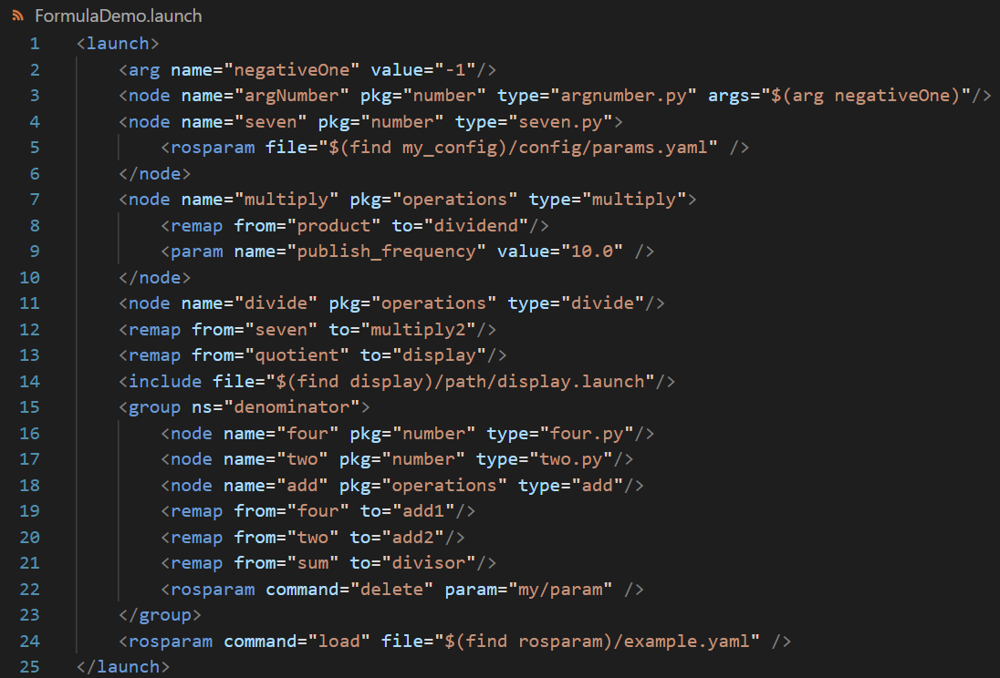 FormulaDemo.launch
1 <launch>
2 <arg name="negativeOne" value="-1"/>
3 <node name="argNumber" pkg="number" type="argnumber.py" args="$(arg negativeOne)"/>
4 <node name="seven" pkg="number" type="seven.py">
5 <rosparam file="$(find my_config)/config/params.yaml" />
6 </node>
7 <node name="multiply" pkg="operations" type="multiply">
8 <remap from="product" to="dividend"/>
9 <param name="publish_frequency" value="10.0" />
10 </node>
11 <node name="divide" pkg="operations" type="divide"/>
12 <remap from="seven" to="multiply2"/>
13 <remap from="quotient" to="display"/>
14 <include file="$(find display)/path/display.launch"/>
15 <group ns="denominator">
16 <node name="four" pkg="number" type="four.py"/>
17 <node name="two" pkg="number" type="two.py"/>
18 <node name="add" pkg="operations" type="add"/>
19 <remap from="four" to="add1"/>
20 <remap from="two" to="add2"/>
21 <remap from="sum" to="divisor"/>
22 <rosparam command="delete" param="my/param" />
23 </group>
24 <rosparam command="load" file="$(find rosparam)/example.yaml" />
25 </launch>